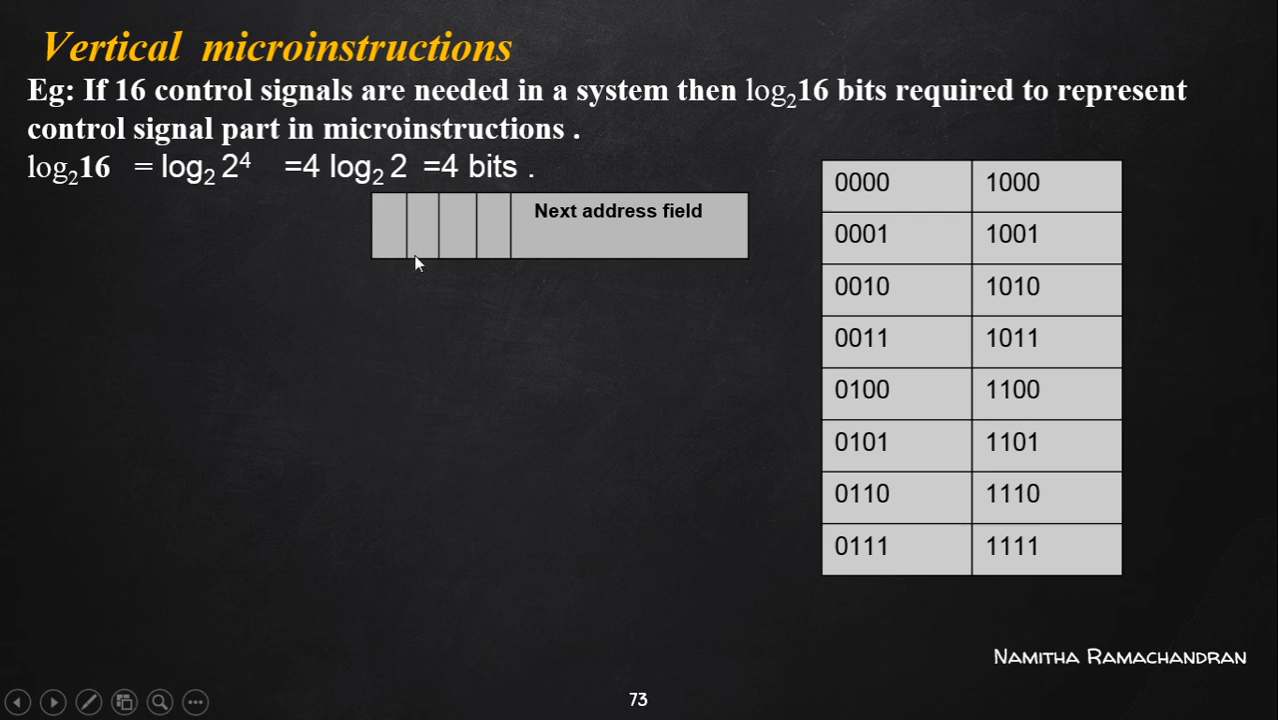 Vertical microinstructions
Eg: If 16 control signals are needed in a system then log₂16 bits required to represent
control signal part in microinstructions .
log₂16 = log₂ 2⁴ =4 log₂ 2 =4 bits .
Next address field
0000 1000
0001 1001
0010 1010
0011 1011
0100 1100
0101 1101
0110 1110
0111 1111
Namitha Ramachandran
73